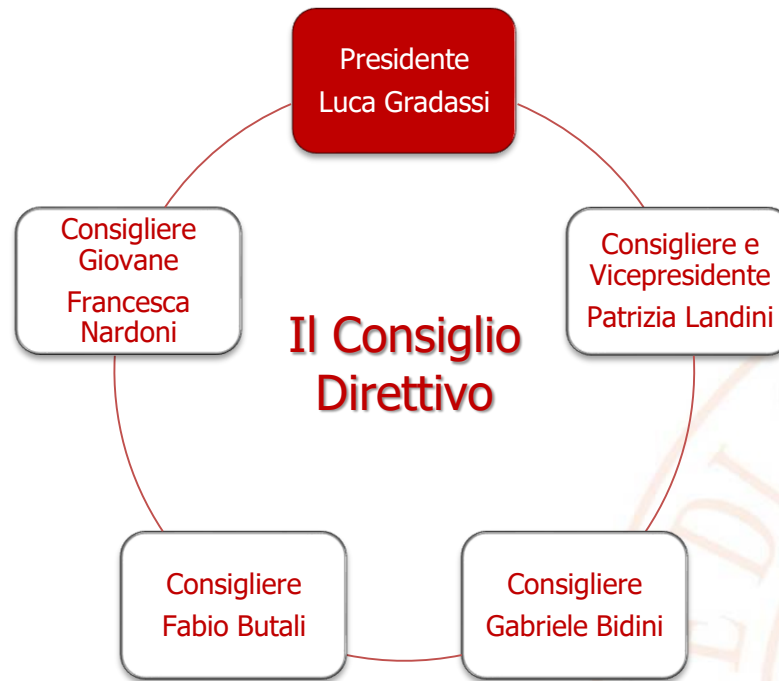 Presidente
Luca Gradassi
Consigliere e
Vicepresidente
Patrizia Landini
Consigliere
Gabriele Bidini
Consigliere
Fabio Butali
Consigliere
Giovane
Francesca
Nardoni
Il Consiglio
Direttivo
E DI